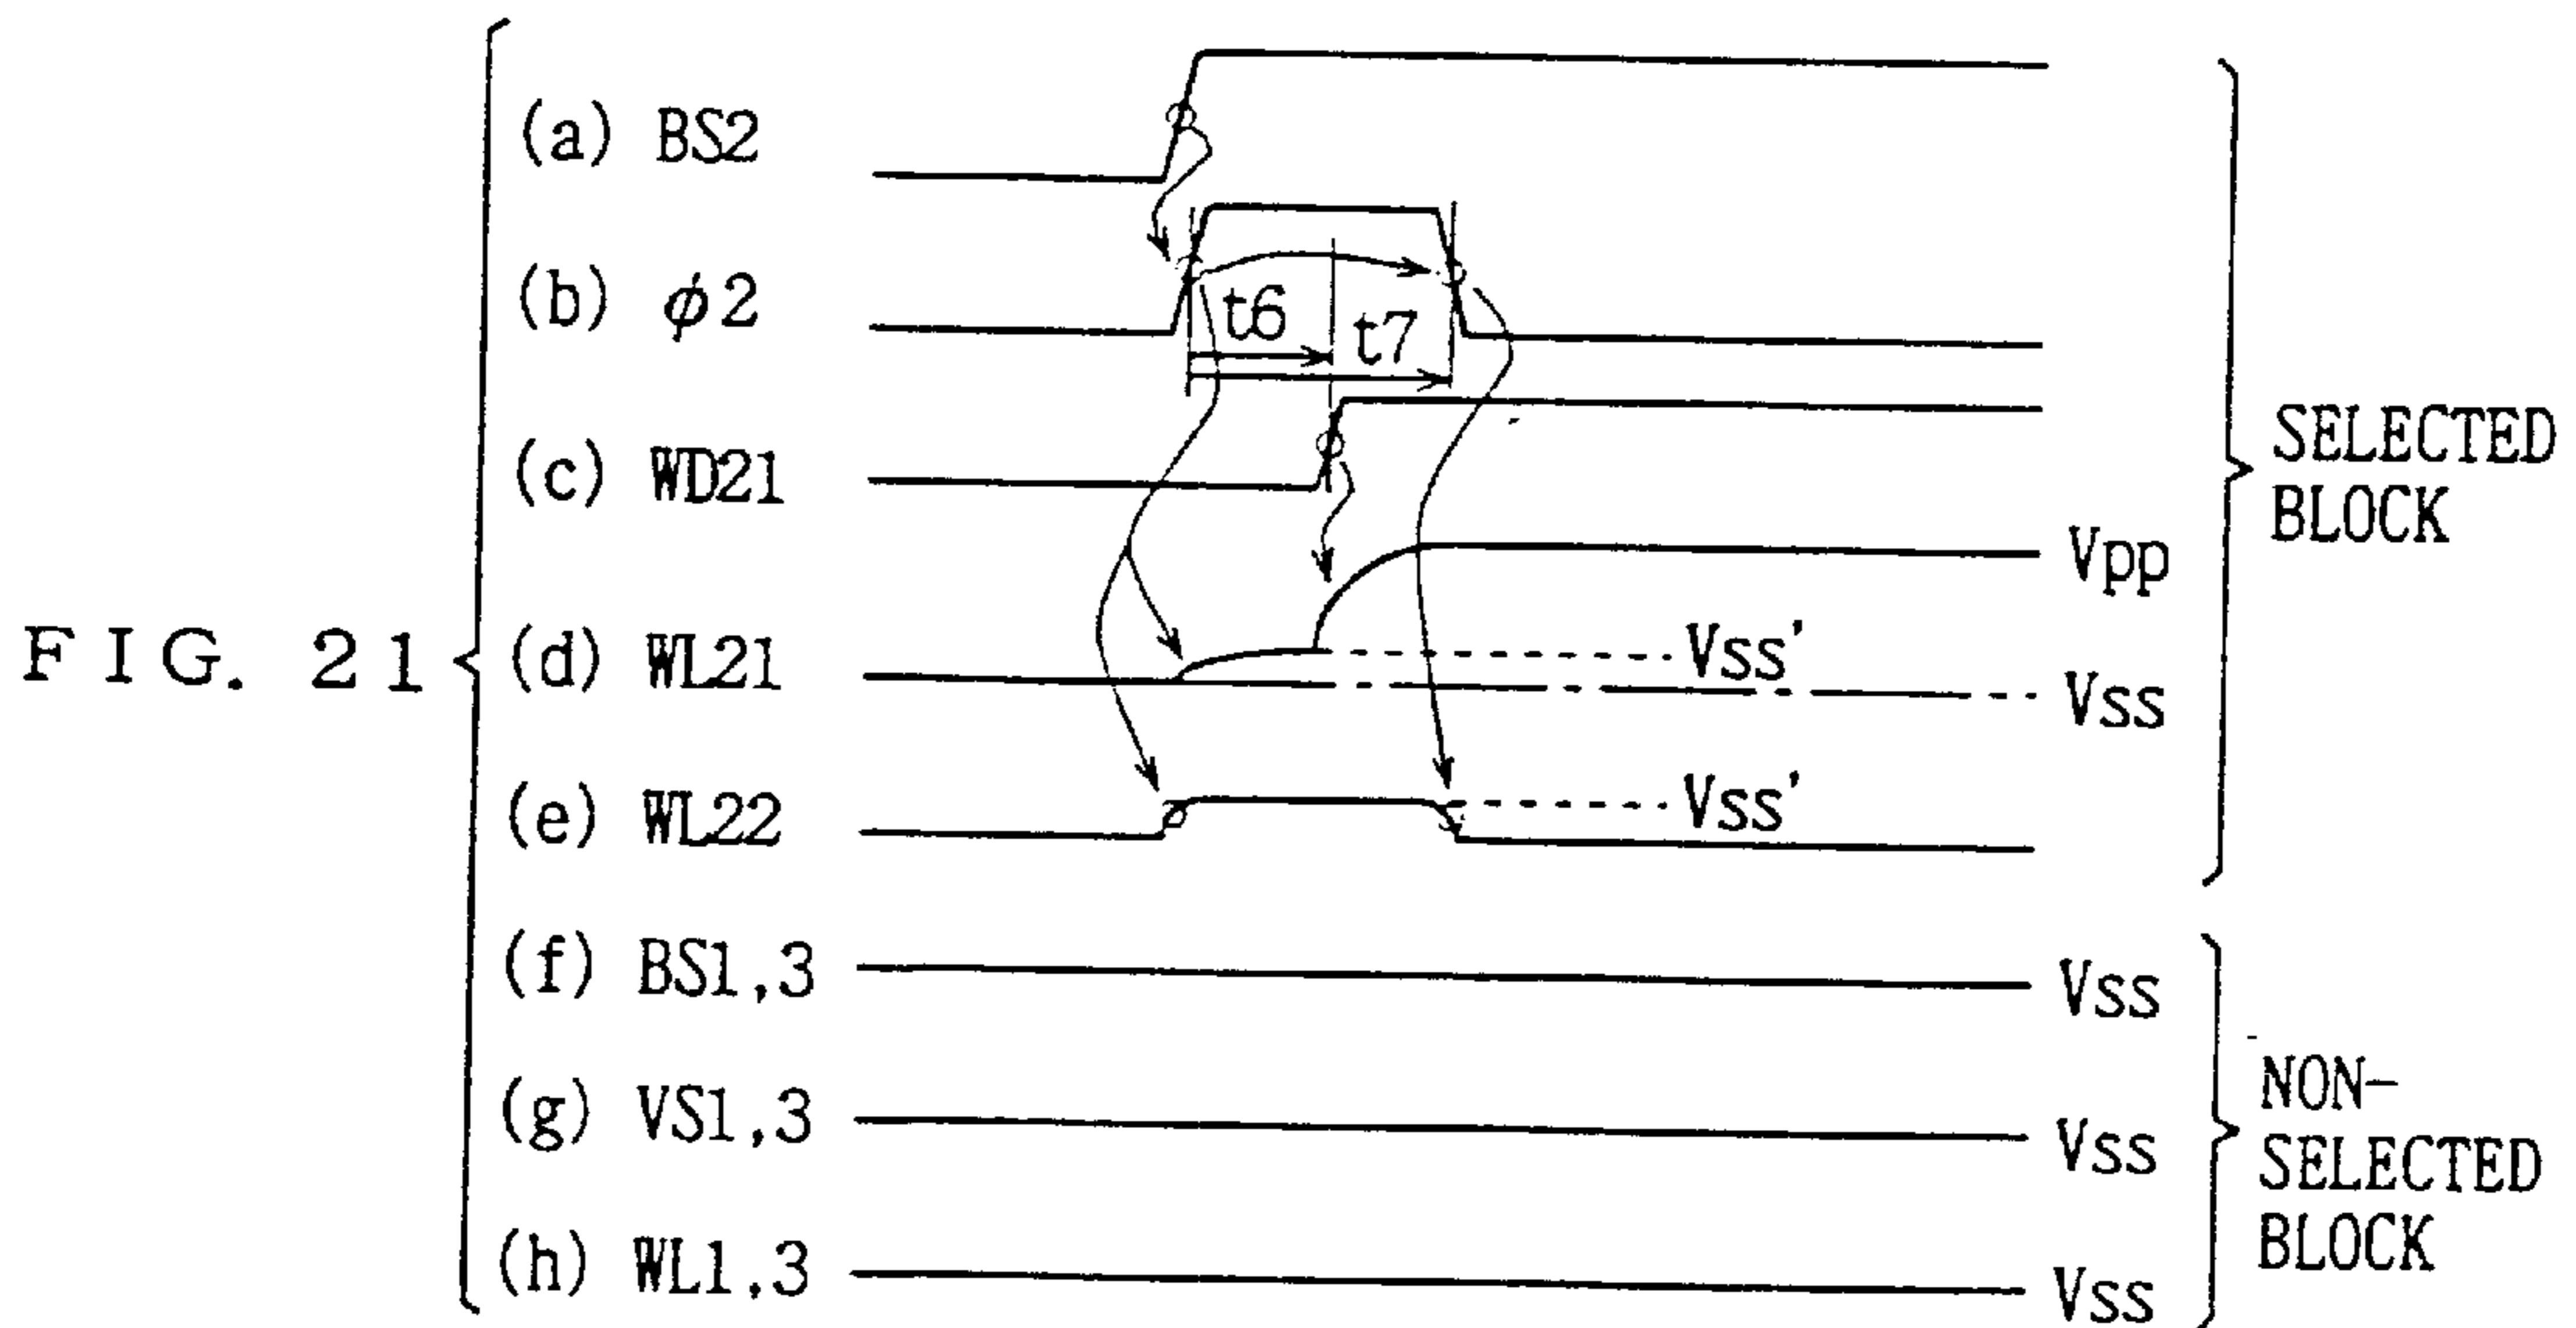 FIG. 21
(a) BS2
(b) φ2
t6
t7
(c) WD21
Vpp
(d) WL21
Vss'
Vss
(e) WL22
Vss'
SELECTED
BLOCK
(f) BS1,3
Vss
(g) VS1,3
Vss
(h) WL1,3
Vss
NON-
SELECTED
BLOCK